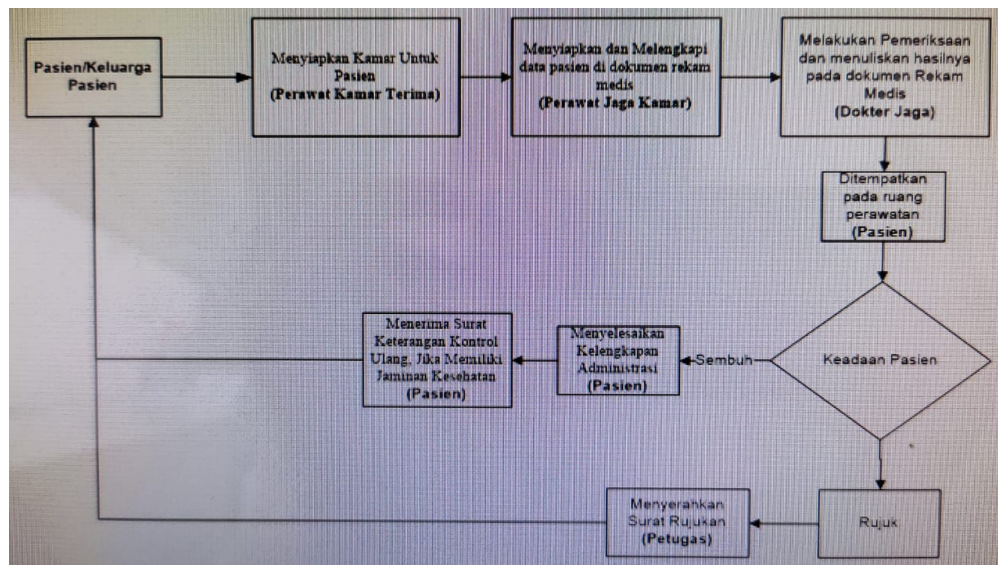 Pasien/Keluarga
Pasien
Menyiapkan Kamar Untuk
Pasien
(Perawat Kamar Terima)
Menyiapkan dan Melengkapi
data pasien di dokumen rekam
medis
(Perawat Jaga Kamar)
Melakukan Pemeriksaan
dan menuliskan hasilnya
pada dokumen Rekam
Medis
(Dokter Jaga)
Ditempatkan
pada ruang
perawatan
(Pasien)
Keadaan Pasien
Sembuh
Menyelesaikan
Kelengkapan
Administrasi
(Pasien)
Menerima Surat
Keterangan Kontrol
Ulang, Jika Memiliki
Jaminan Kesehatan
(Pasien)
Rujuk
Menyerahkan
Surat Rujukan
(Petugas)